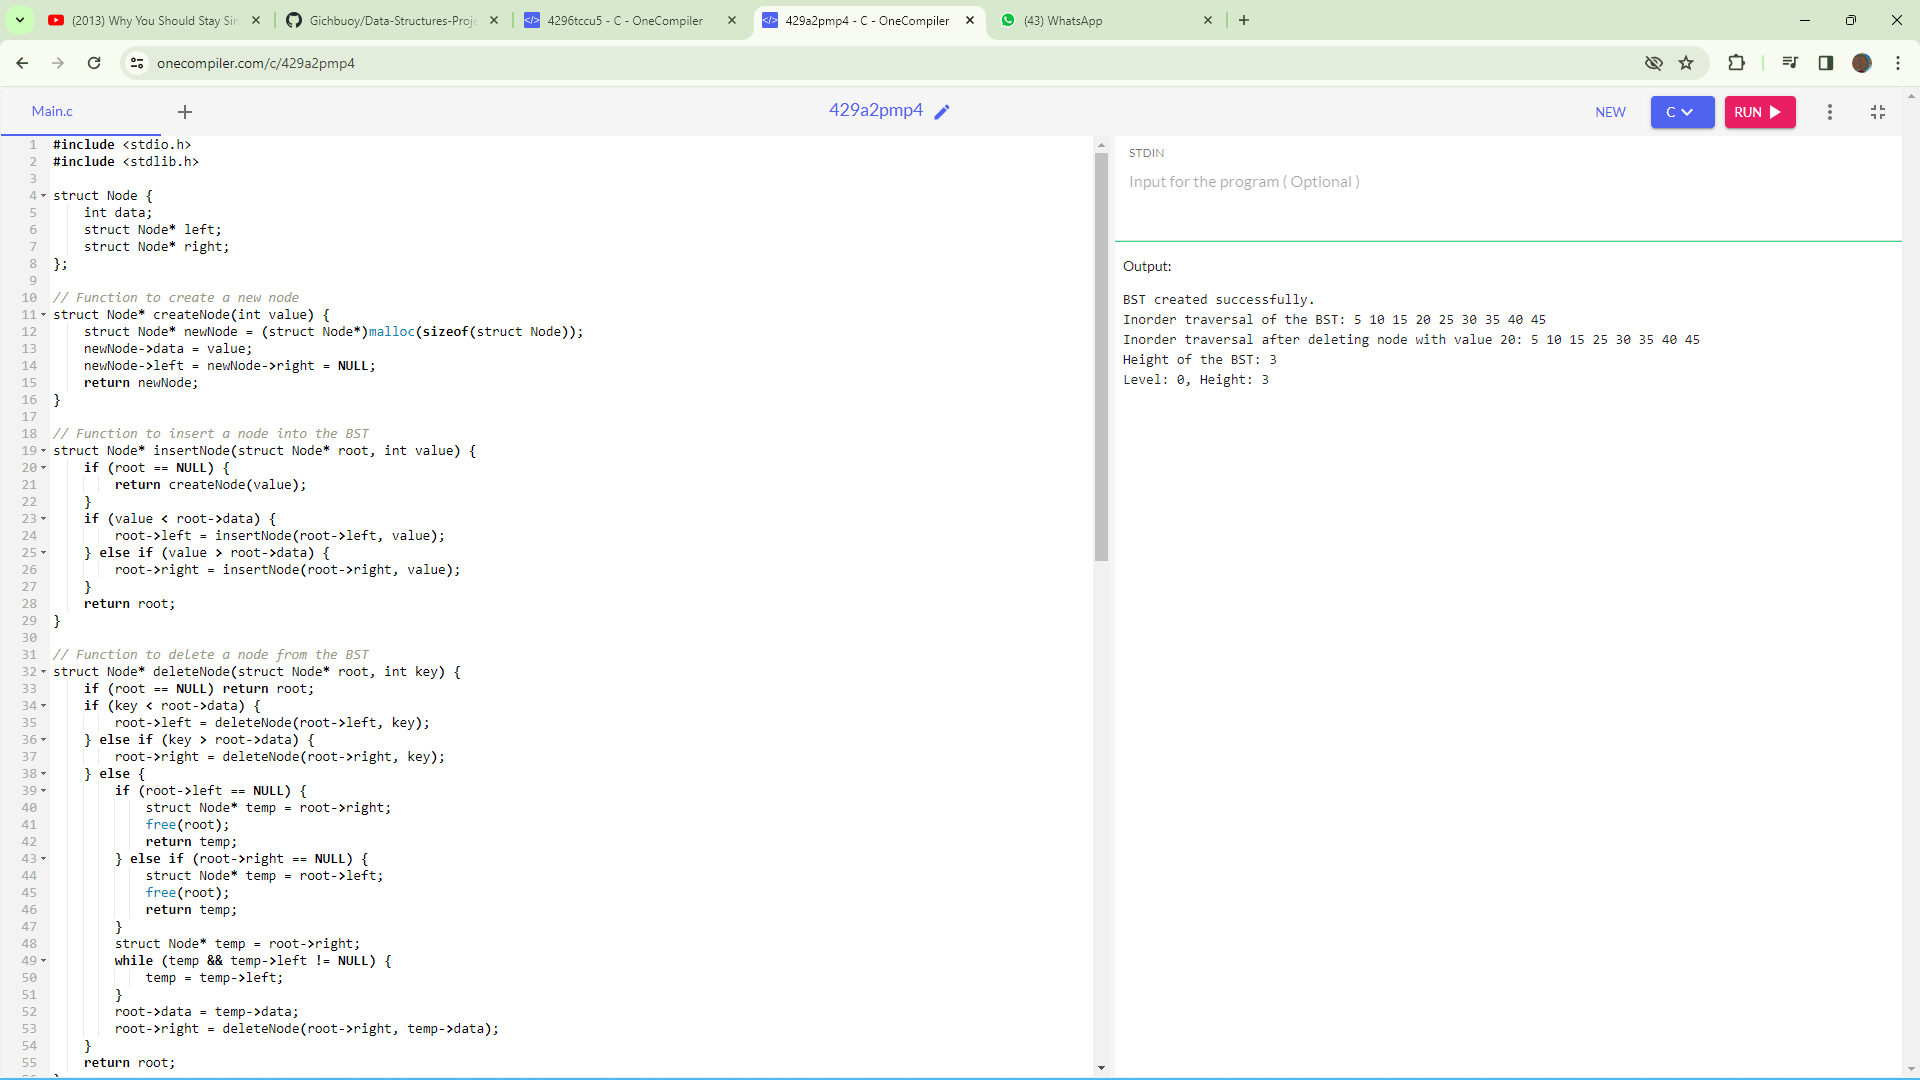 (2013) Why You Should Stay Sin
Gichbuoy/Data-Structures-Proje
4296tccu5 - C - OneCompiler
429a2pmp4 - C - OneCompiler
(43) WhatsApp
onecompiler.com/c/429a2pmp4
Main.c
429a2pmp4
NEW
C
RUN
1 #include <stdio.h>
2 #include <stdlib.h>
3
4 struct Node {
5     int data;
6     struct Node* left;
7     struct Node* right;
8 };
9
10 // Function to create a new node
11 struct Node* createNode(int value) {
12     struct Node* newNode = (struct Node*)malloc(sizeof(struct Node));
13     newNode->data = value;
14     newNode->left = newNode->right = NULL;
15     return newNode;
16 }
17
18 // Function to insert a node into the BST
19 struct Node* insertNode(struct Node* root, int value) {
20     if (root == NULL) {
21         return createNode(value);
22     }
23     if (value < root->data) {
24         root->left = insertNode(root->left, value);
25     } else if (value > root->data) {
26         root->right = insertNode(root->right, value);
27     }
28     return root;
29 }
30
31 // Function to delete a node from the BST
32 struct Node* deleteNode(struct Node* root, int key) {
33     if (root == NULL) return root;
34     if (key < root->data) {
35         root->left = deleteNode(root->left, key);
36     } else if (key > root->data) {
37         root->right = deleteNode(root->right, key);
38     } else {
39         if (root->left == NULL) {
40             struct Node* temp = root->right;
41             free(root);
42             return temp;
43         } else if (root->right == NULL) {
44             struct Node* temp = root->left;
45             free(root);
46             return temp;
47         }
48         struct Node* temp = root->right;
49         while (temp && temp->left != NULL) {
50             temp = temp->left;
51         }
52         root->data = temp->data;
53         root->right = deleteNode(root->right, temp->data);
54     }
55     return root;
STDIN
Input for the program ( Optional )
Output:
BST created successfully.
Inorder traversal of the BST: 5 10 15 20 25 30 35 40 45
Inorder traversal after deleting node with value 20: 5 10 15 25 30 35 40 45
Height of the BST: 3
Level: 0, Height: 3